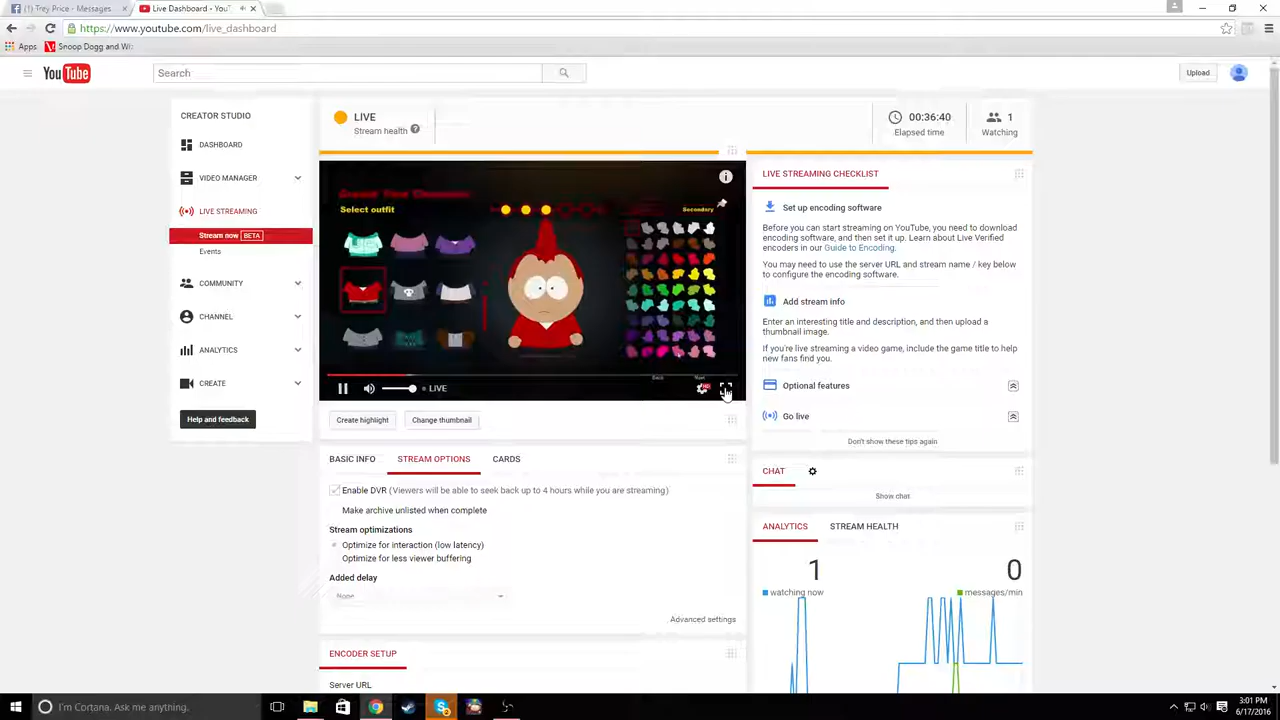 (1) Trey Price - Messages
Live Dashboard - YouT
https://www.youtube.com/live_dashboard
Apps
Snoop Dogg and Wiz
YouTube
Search
Upload
CREATOR STUDIO
DASHBOARD
VIDEO MANAGER
LIVE STREAMING
Stream now BETA
Events
COMMUNITY
CHANNEL
ANALYTICS
CREATE
Help and feedback
LIVE
Stream health
00:36:40
Elapsed time
1
Watching
Select outfit
Secondary
Back
Next
LIVE
Create highlight
Change thumbnail
BASIC INFO
STREAM OPTIONS
CARDS
Enable DVR (Viewers will be able to seek back up to 4 hours while you are streaming)
Make archive unlisted when complete
Stream optimizations
Optimize for interaction (low latency)
Optimize for less viewer buffering
Added delay
None
Advanced settings
ENCODER SETUP
Server URL
LIVE STREAMING CHECKLIST
Set up encoding software
Before you can start streaming on YouTube, you need to download
encoding software, and then set it up. Learn about Live Verified
encoders in our Guide to Encoding.
You may need to use the server URL and stream name / key below
to configure the encoding software.
Add stream info
Enter an interesting title and description, and then upload a
thumbnail image.
If you're live streaming a video game, include the game title to help
new fans find you.
Optional features
Go live
Don't show these tips again
CHAT
Show chat
ANALYTICS
STREAM HEALTH
1
watching now
0
messages/min
I'm Cortana. Ask me anything.
3:01 PM
6/17/2016